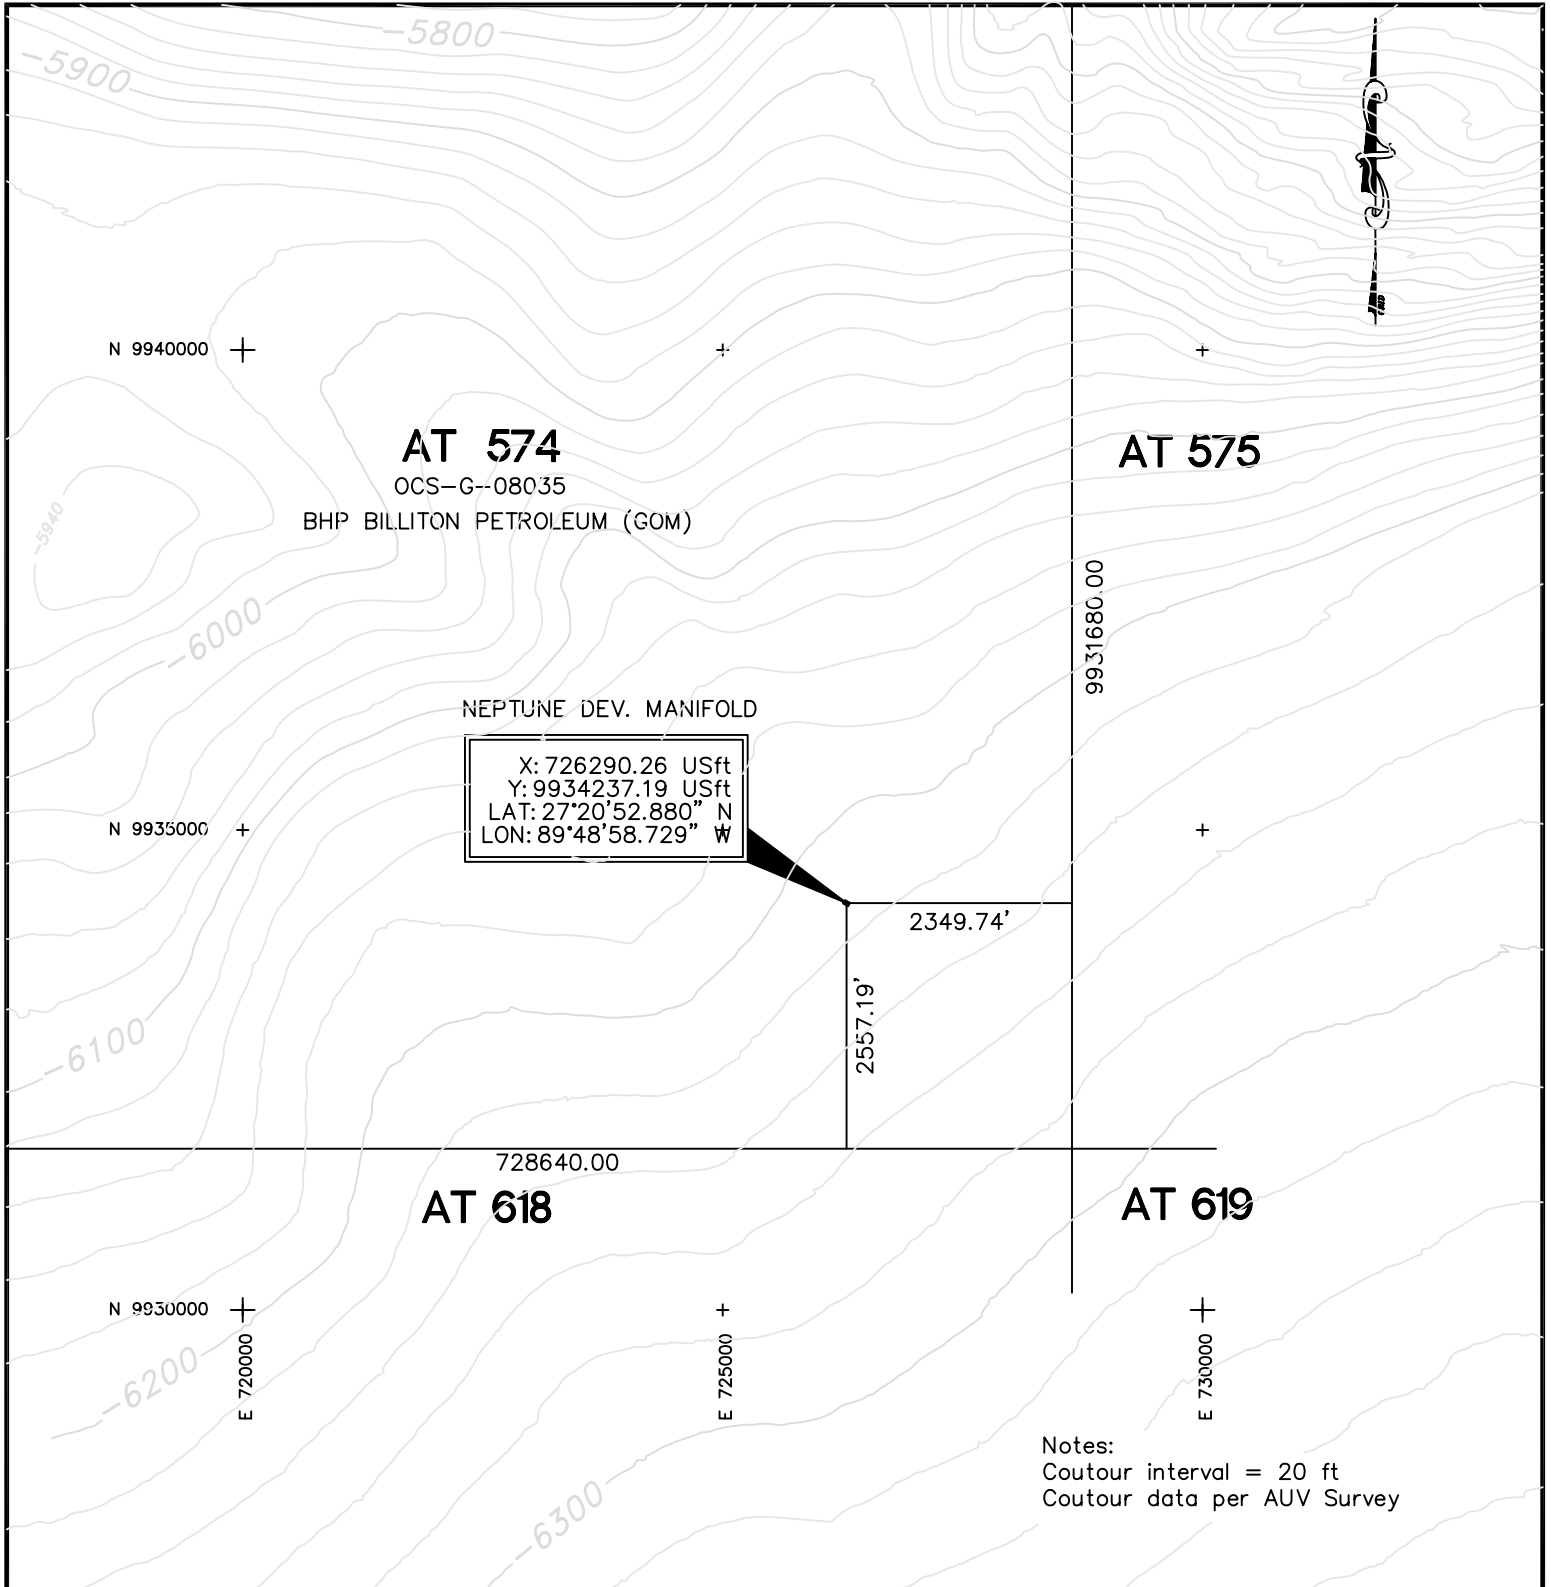 -5800
-5900
N 9940000
AT 574
AT 575
OCS-G-08035
BHP BILLITON PETROLEUM (GOM)
-5940
9931680.00
-6000
NEPTUNE DEV. MANIFOLD
X: 726290.26 USft
Y: 9934237.19 USft
LAT: 27°20'52.880" N
LON: 89°48'58.729" W
N 9935000
2349.74'
2557.19'
-6100
728640.00
AT 618
AT 619
N 9930000
E 720000
E 725000
E 730000
-6200
Notes:
Coutour interval = 20 ft
Coutour data per AUV Survey
-6300